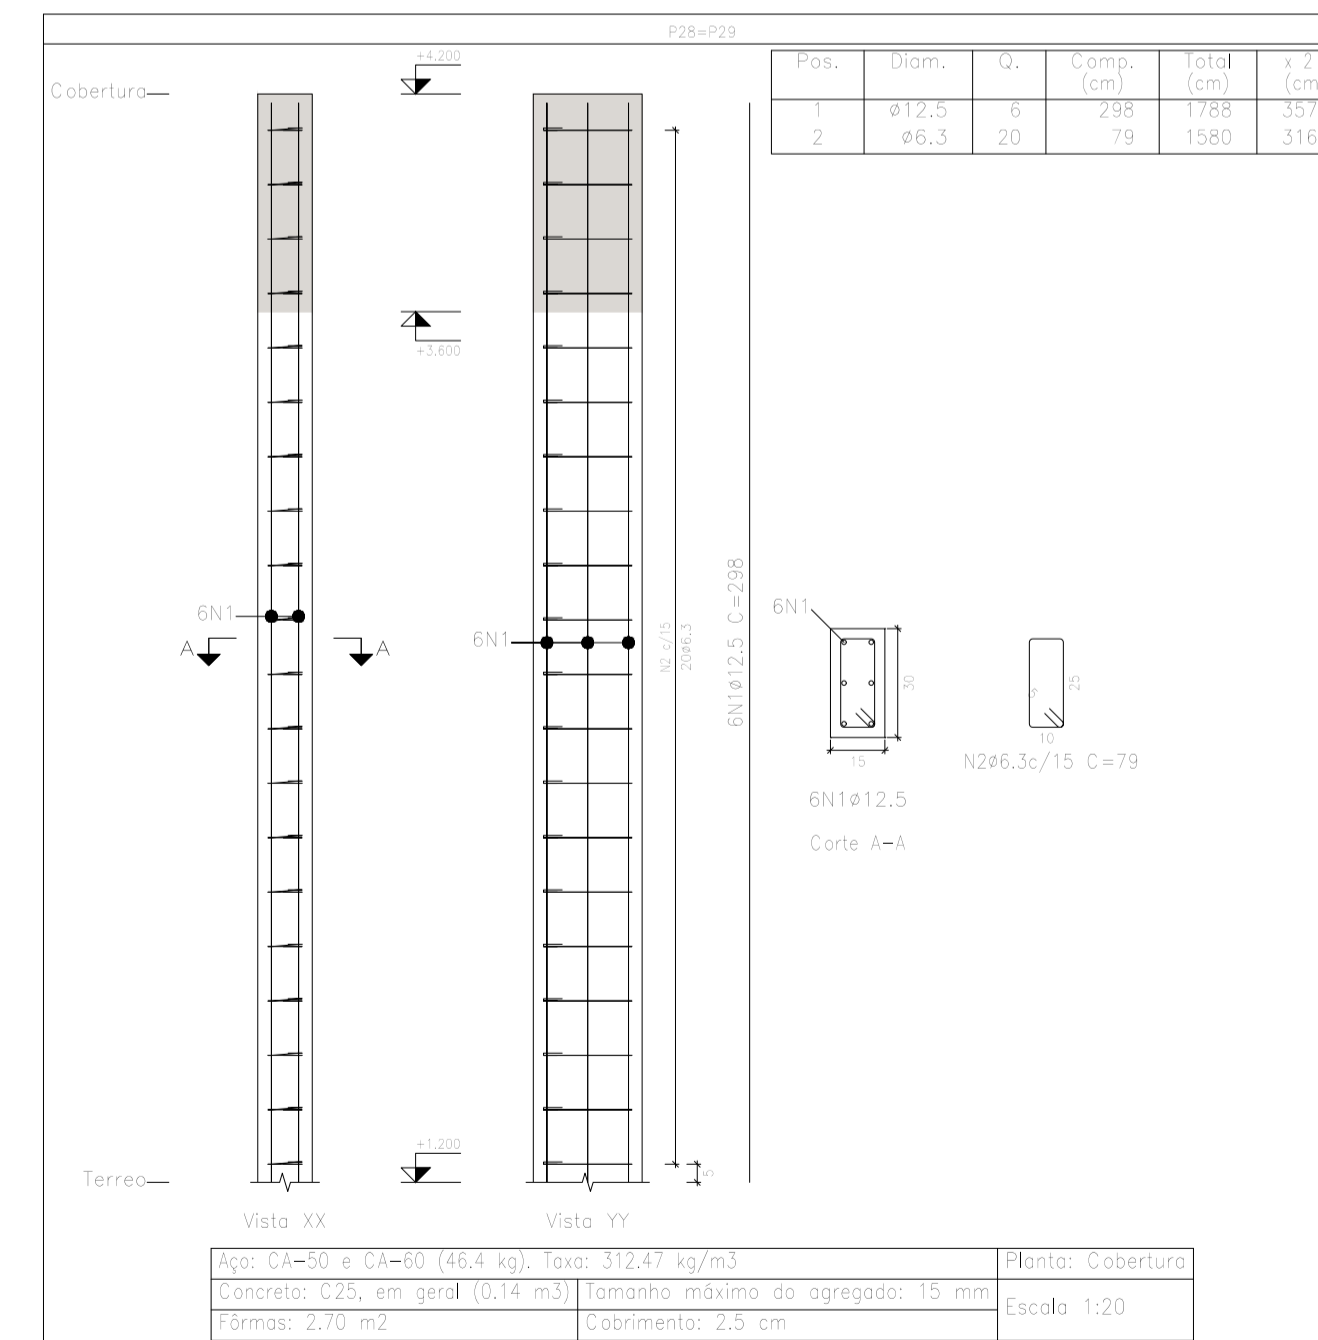 P28=P29
Pos. Diam. Q. Comp. (cm) Total (cm) x 2 (cm
1 ø12.5 6 298 1788 357
2 ø6.3 20 79 1580 316
+4.200
Cobertura
+3.600
6N1
A A
6N1
N2 c/15
20ø6.3
6N1ø12.5 C=298
6N1
30
15
6N1ø12.5
Corte A-A
5
25
10
N2ø6.3c/15 C=79
+1.200
Terreo
5
Vista XX
Vista YY
Aço: CA-50 e CA-60 (46.4 kg). Taxa: 312.47 kg/m3
Planta: Cobertura
Concreto: C25, em geral (0.14 m3)
Tamanho máximo do agregado: 15 mm
Escala 1:20
Fôrmas: 2.70 m2
Cobrimento: 2.5 cm